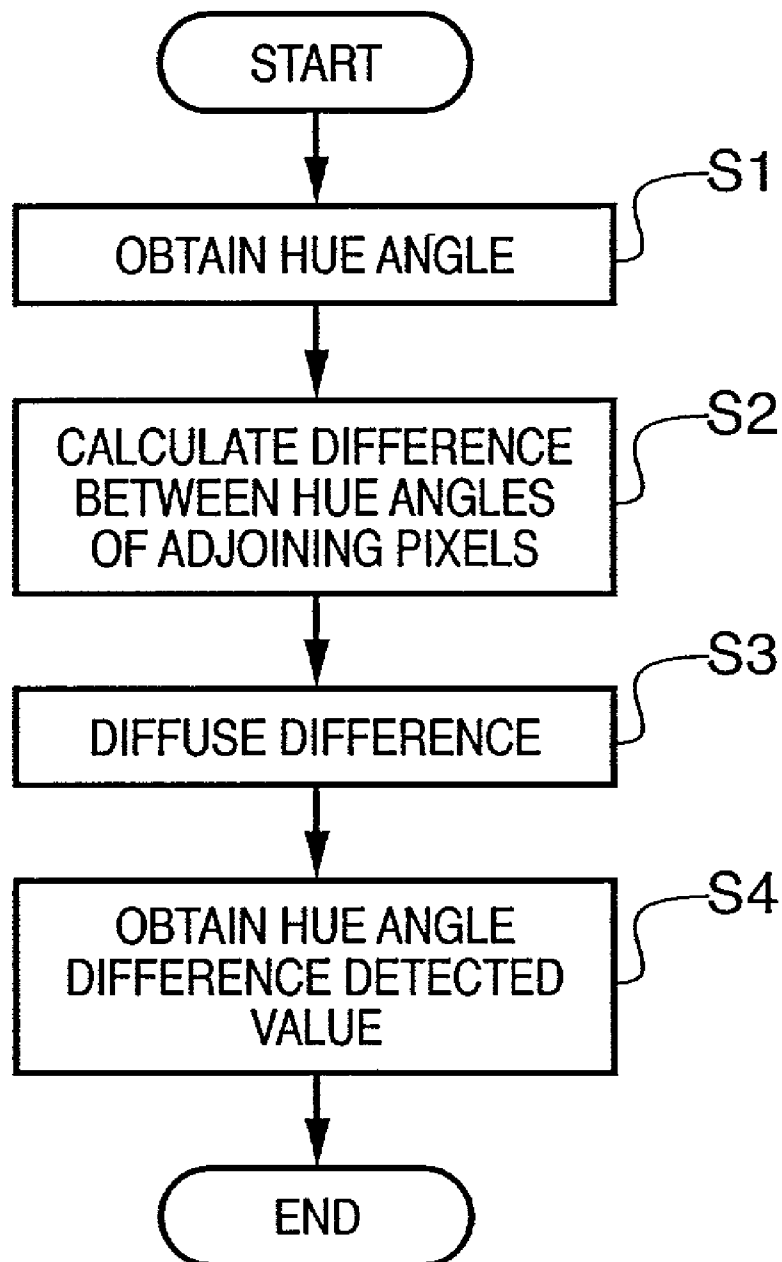 START
S1
OBTAIN HUE ANGLE
S2
CALCULATE DIFFERENCE
BETWEEN HUE ANGLES
OF ADJOINING PIXELS
S3
DIFFUSE DIFFERENCE
S4
OBTAIN HUE ANGLE
DIFFERENCE DETECTED
VALUE
END